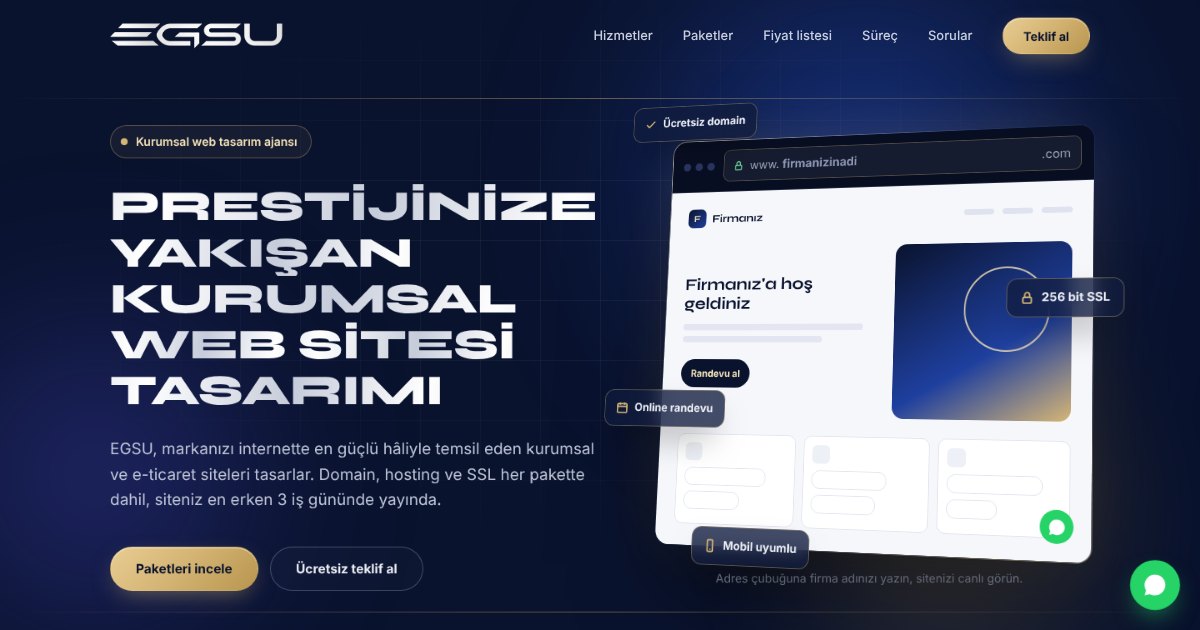 EGSU
Hizmetler
Paketler
Fiyat listesi
Süreç
Sorular
Teklif al
Kurumsal web tasarım ajansı
PRESTİJİNİZE
YAKIŞAN
KURUMSAL
WEB SİTESİ
TASARIMI
EGSU, markanızı internette en güçlü hâliyle temsil eden kurumsal
ve e-ticaret siteleri tasarlar. Domain, hosting ve SSL her pakette
dahil, siteniz en erken 3 iş gününde yayında.
Paketleri incele
Ücretsiz teklif al
Ücretsiz domain
www. firmanizinadi .com
F Firmanız
Firmanız'a hoş
geldiniz
256 bit SSL
Randevu al
Online randevu
Mobil uyumlu
Adres çubuğuna firma adınızı yazın, sitenizi canlı görün.